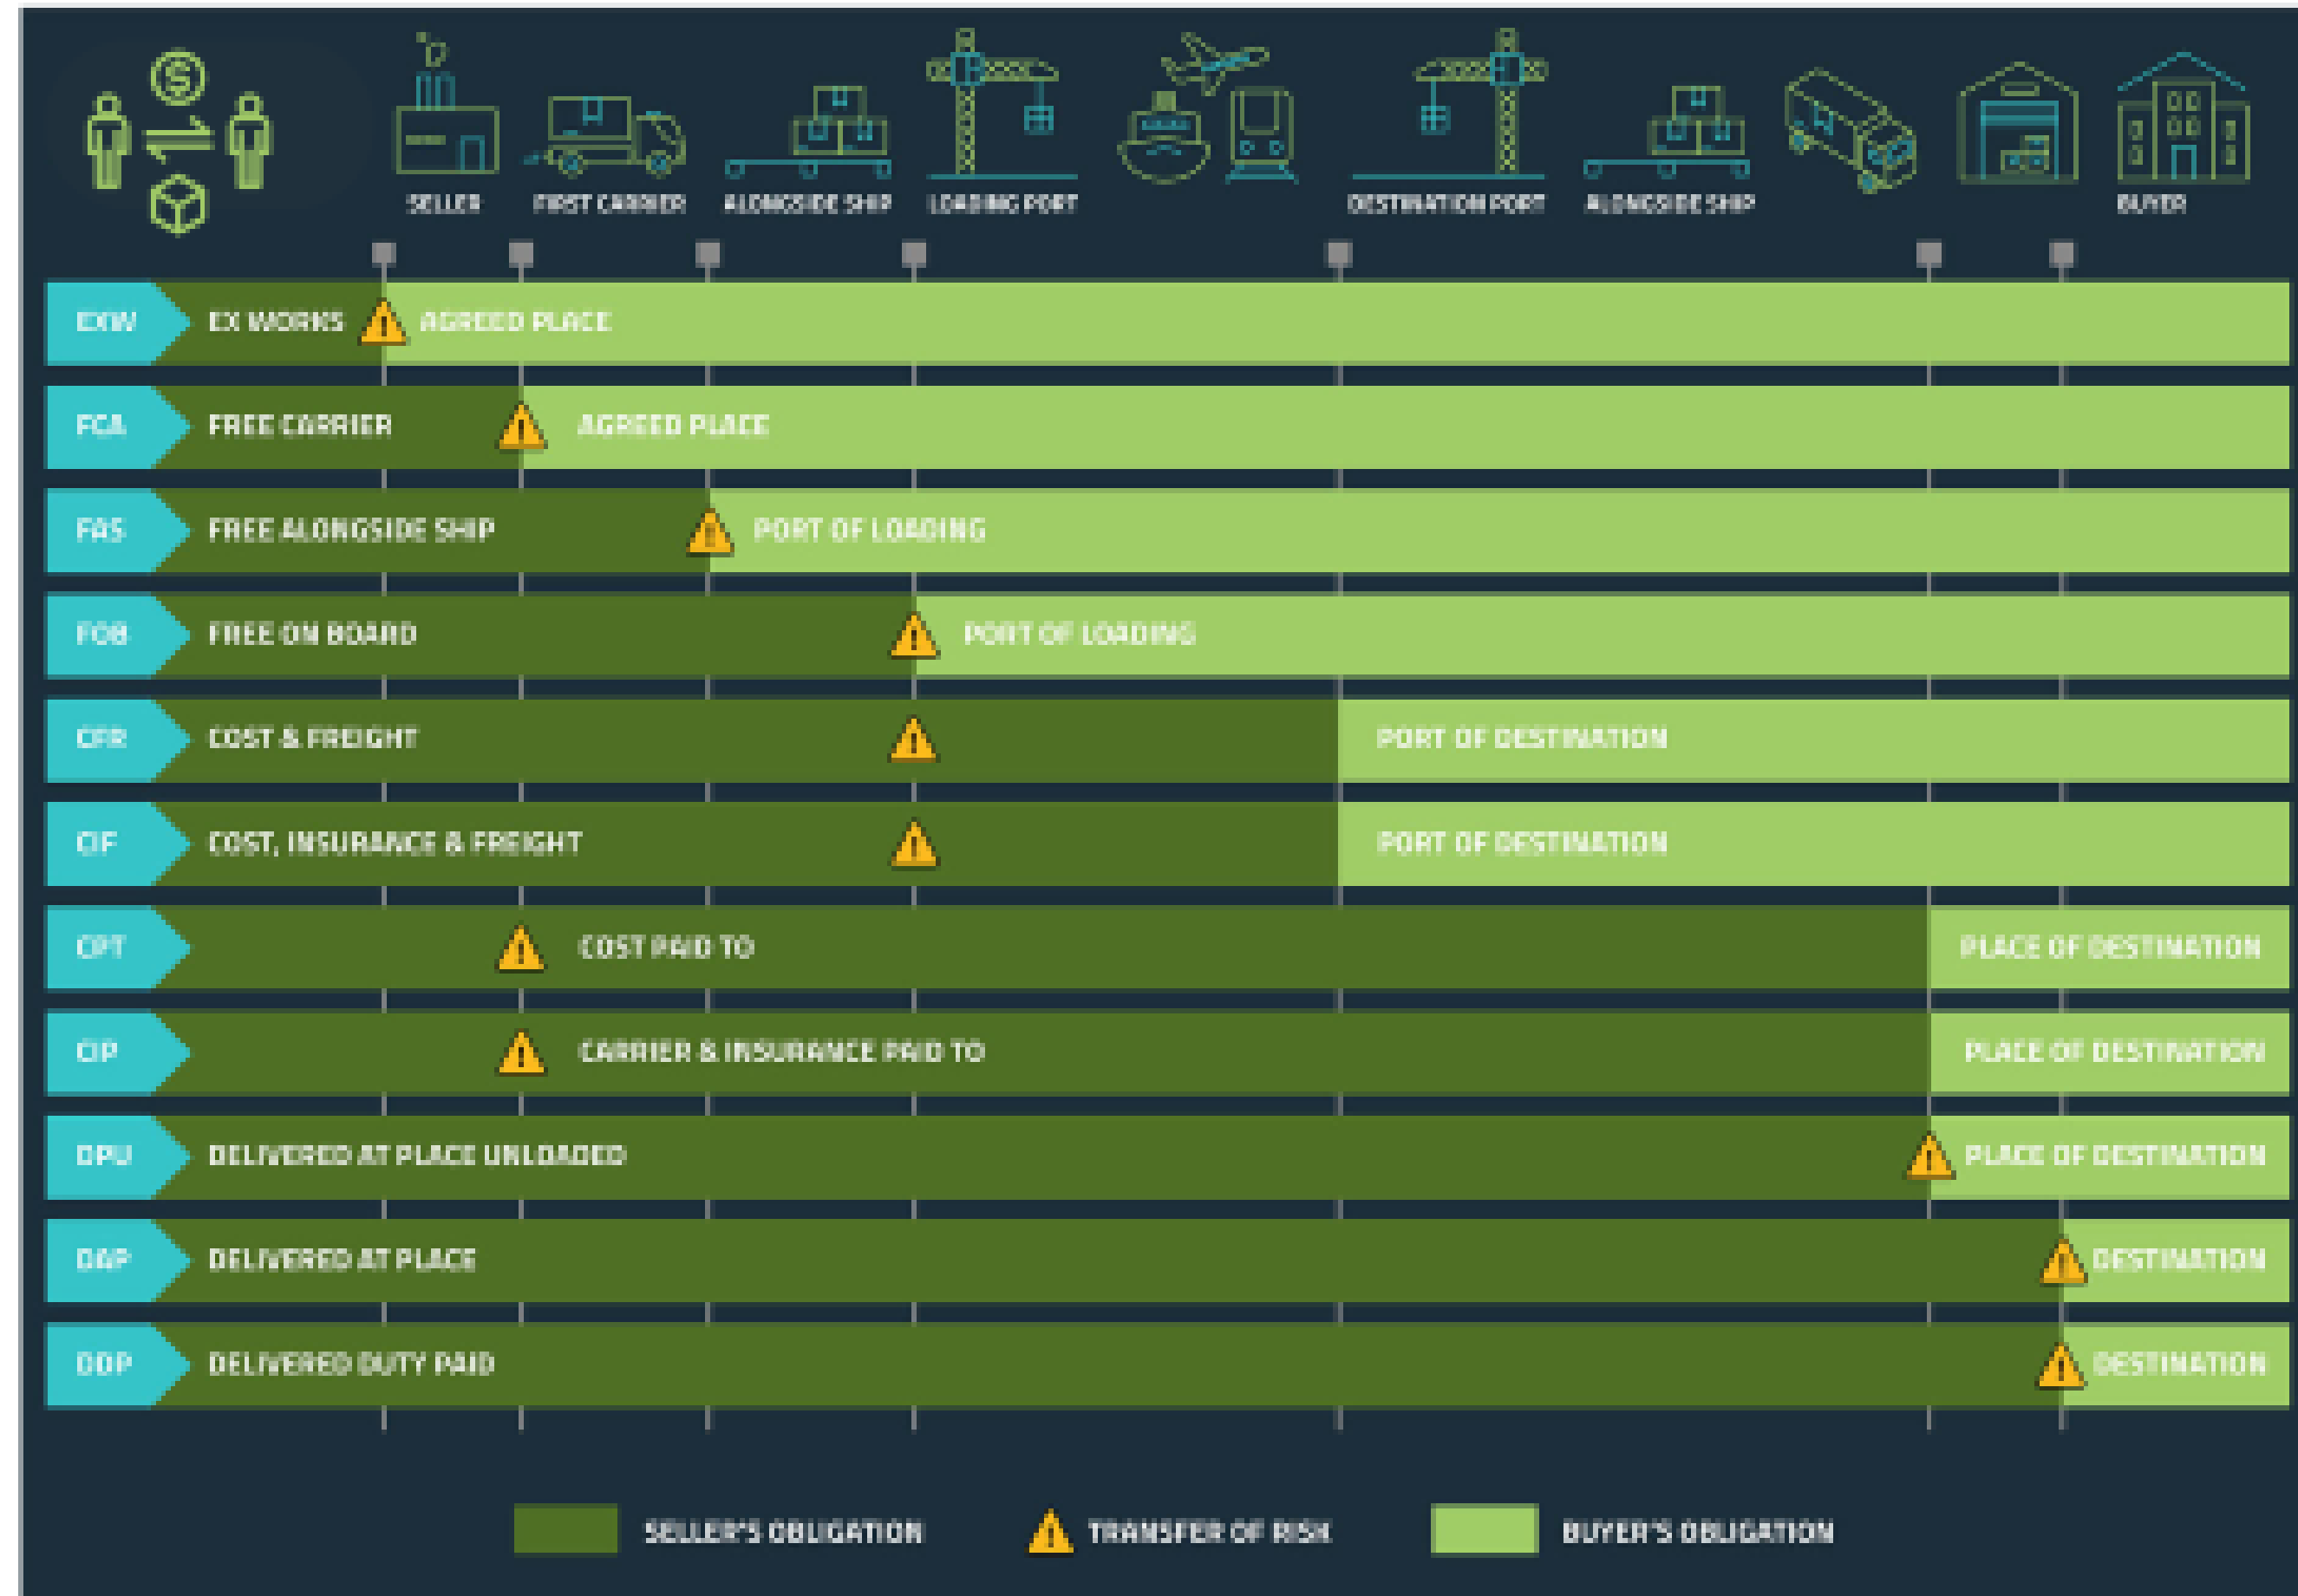 SELLER
FIRST CARRIER
ALONGSIDE SHIP
LOADING PORT
DESTINATION PORT
ALONGSIDE SHIP
BUYER
EXW EX WORKS AGREED PLACE
FCA FREE CARRIER AGREED PLACE
FAS FREE ALONGSIDE SHIP PORT OF LOADING
FOB FREE ON BOARD PORT OF LOADING
CFR COST & FREIGHT PORT OF DESTINATION
CIF COST, INSURANCE & FREIGHT PORT OF DESTINATION
CPT COST PAID TO PLACE OF DESTINATION
CIP CARRIER & INSURANCE PAID TO PLACE OF DESTINATION
DPU DELIVERED AT PLACE UNLOADED PLACE OF DESTINATION
DAP DELIVERED AT PLACE DESTINATION
DDP DELIVERED DUTY PAID DESTINATION
SELLER'S OBLIGATION TRANSFER OF RISK BUYER'S OBLIGATION